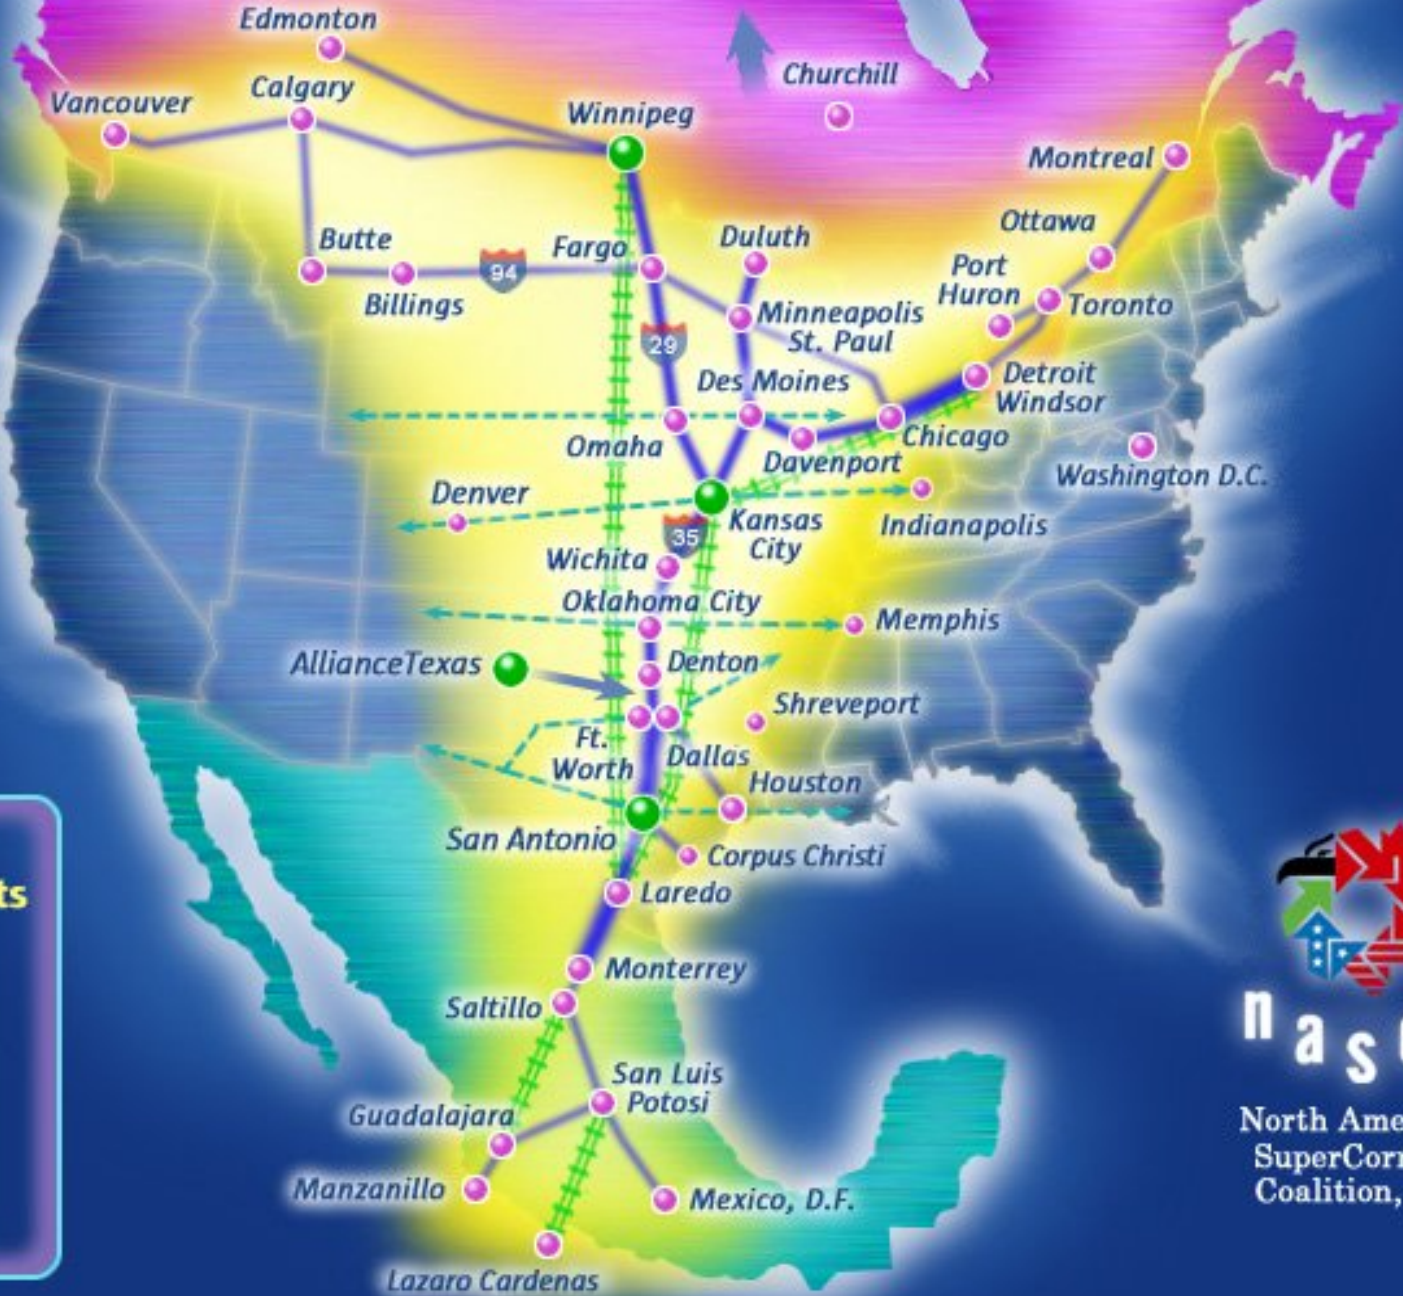 Edmonton
Churchill
Calgary
Vancouver
Winnipeg
Montreal
Ottawa
Butte
Fargo
Duluth
Port
Huron
94
Billings
Toronto
Minneapolis
St. Paul
29
Des Moines
Detroit
Windsor
Omaha
Chicago
Davenport
Washington D.C.
Denver
Kansas
City
Indianapolis
35
Wichita
Oklahoma City
Memphis
AllianceTexas
Denton
Shreveport
Ft.
Worth
Dallas
Houston
San Antonio
Corpus Christi
Laredo
ts
Monterrey
Saltillo
nas
San Luis
Potosi
Guadalajara
North Ame
SuperCorr
Coalition,
Manzanillo
Mexico, D.F.
Lazaro Cardenas